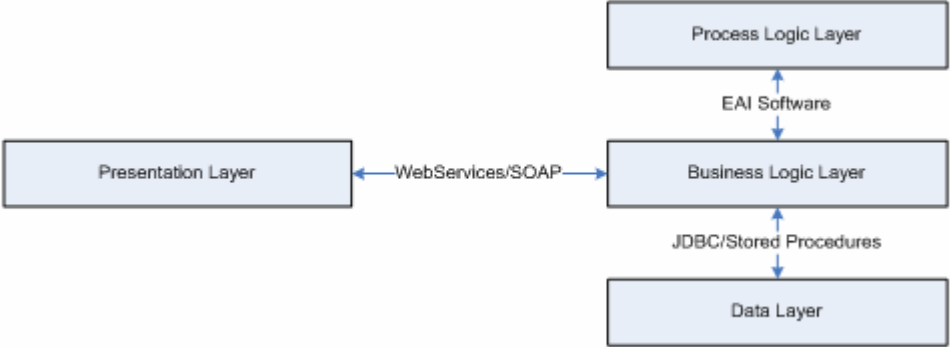 Process Logic Layer
EAI Software
Presentation Layer
WebServices/SOAP
Business Logic Layer
JDBC/Stored Procedures
Data Layer